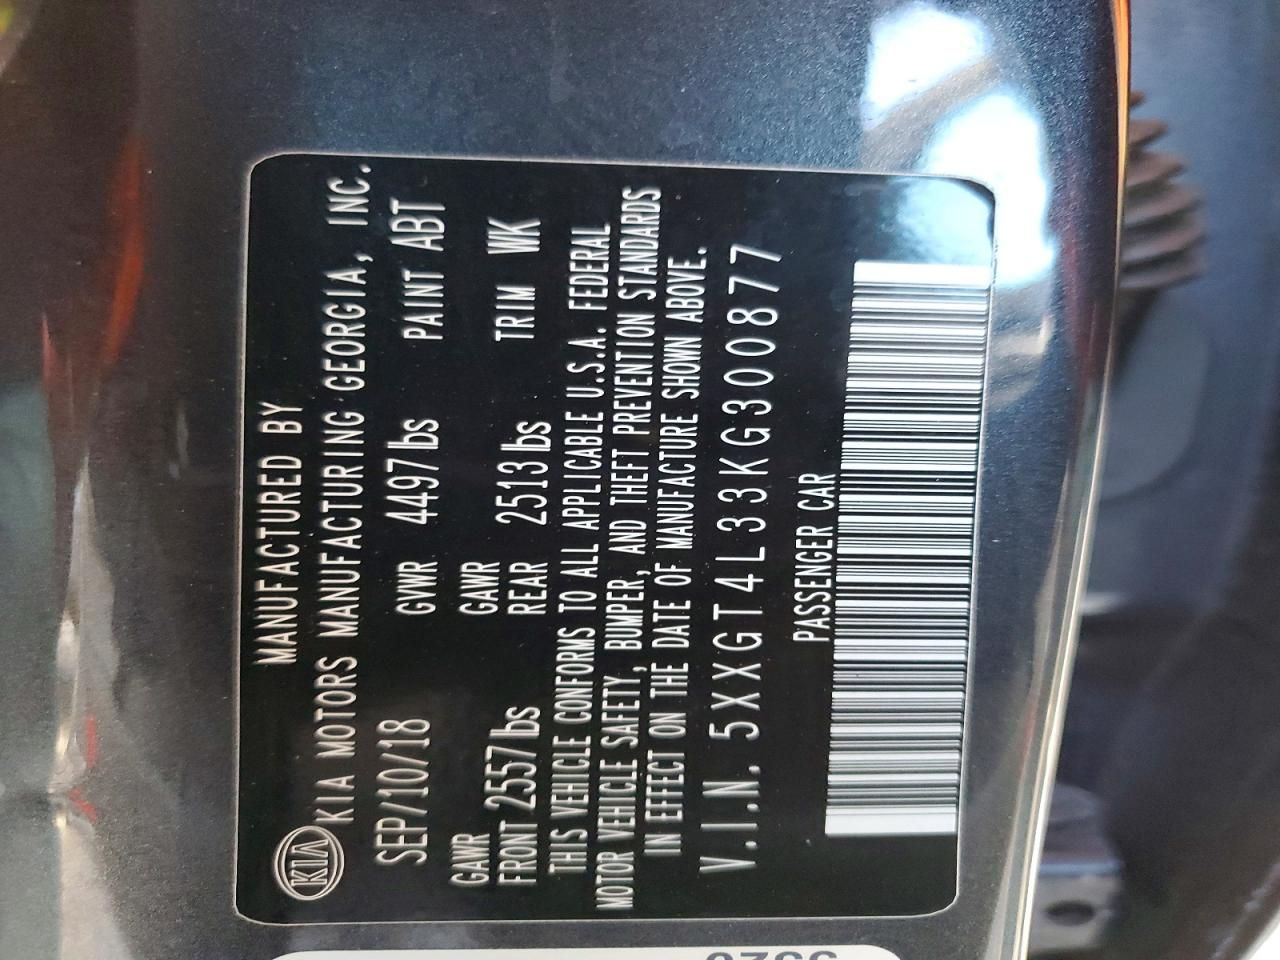 MANUFACTURED BY
KIA KIA MOTORS MANUFACTURING GEORGIA, INC.
SEP/10/18 GVWR 4497lbs PAINT ABT
GAWR GAWR
FRONT 2557lbs REAR 2513lbs TRIM WK
THIS VEHICLE CONFORMS TO ALL APPLICABLE U.S.A. FEDERAL
MOTOR VEHICLE SAFETY, BUMPER, AND THEFT PREVENTION STANDARDS
IN EFFECT ON THE DATE OF MANUFACTURE SHOWN ABOVE.
V.I.N. 5XXGT4L33KG300877
PASSENGER CAR